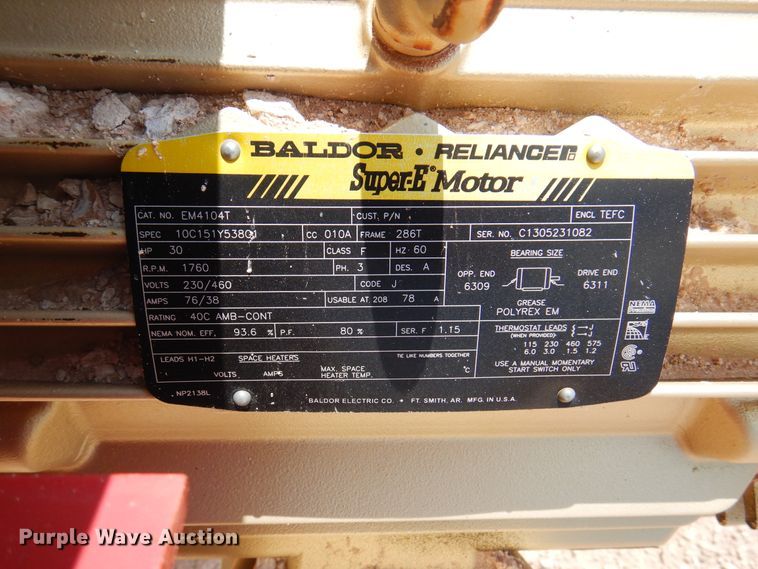 BALDOR • RELIANCE
Super-E® Motor
CAT. NO. EM4104T CUST. P/N ENCL TEFC
SPEC 10C151Y538G1 CC 010A FRAME 286T SER. NO. C1305231082
HP 30 CLASS F HZ 60 BEARING SIZE
R.P.M. 1760 PH. 3 DES. A OPP. END DRIVE END
VOLTS 230/460 CODE J 6309 6311
AMPS 76/38 USABLE AT 208 78 A GREASE
RATING 40C AMB-CONT POLYREX EM
NEMA NOM. EFF. 93.6 % P.F. 80 % SER. F 1.15 THERMOSTAT LEADS
(WHEN PROVIDED)
115 230 460 575
6.0 3.0 1.5 1.2
LEADS H1-H2 SPACE HEATERS TIE LIKE NUMBERS TOGETHER USE A MANUAL MOMENTARY
START SWITCH ONLY
VOLTS AMPS MAX. SPACE HEATER TEMP. °C
NP2138L BALDOR ELECTRIC CO. • FT. SMITH, AR. MFG. IN U.S.A.
NEMA
Purple Wave Auction